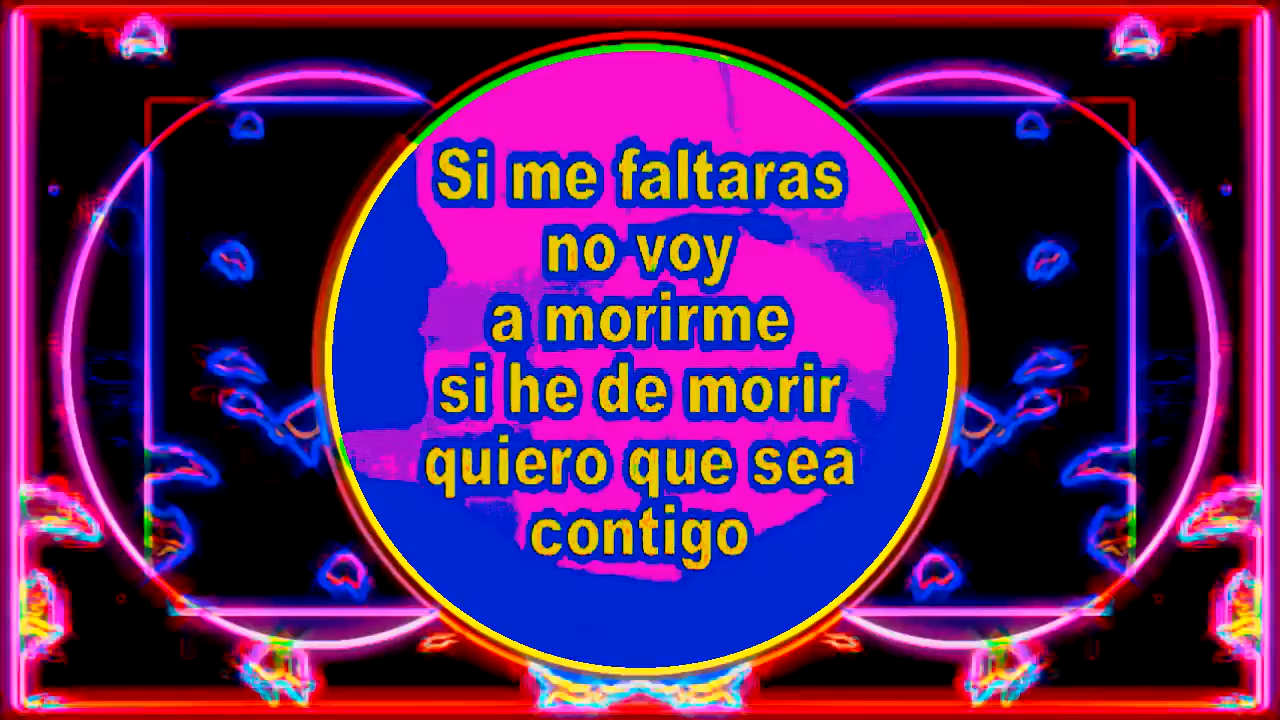 Si me faltaras
no voy
a morirme
si he de morir
quiero que sea
contigo